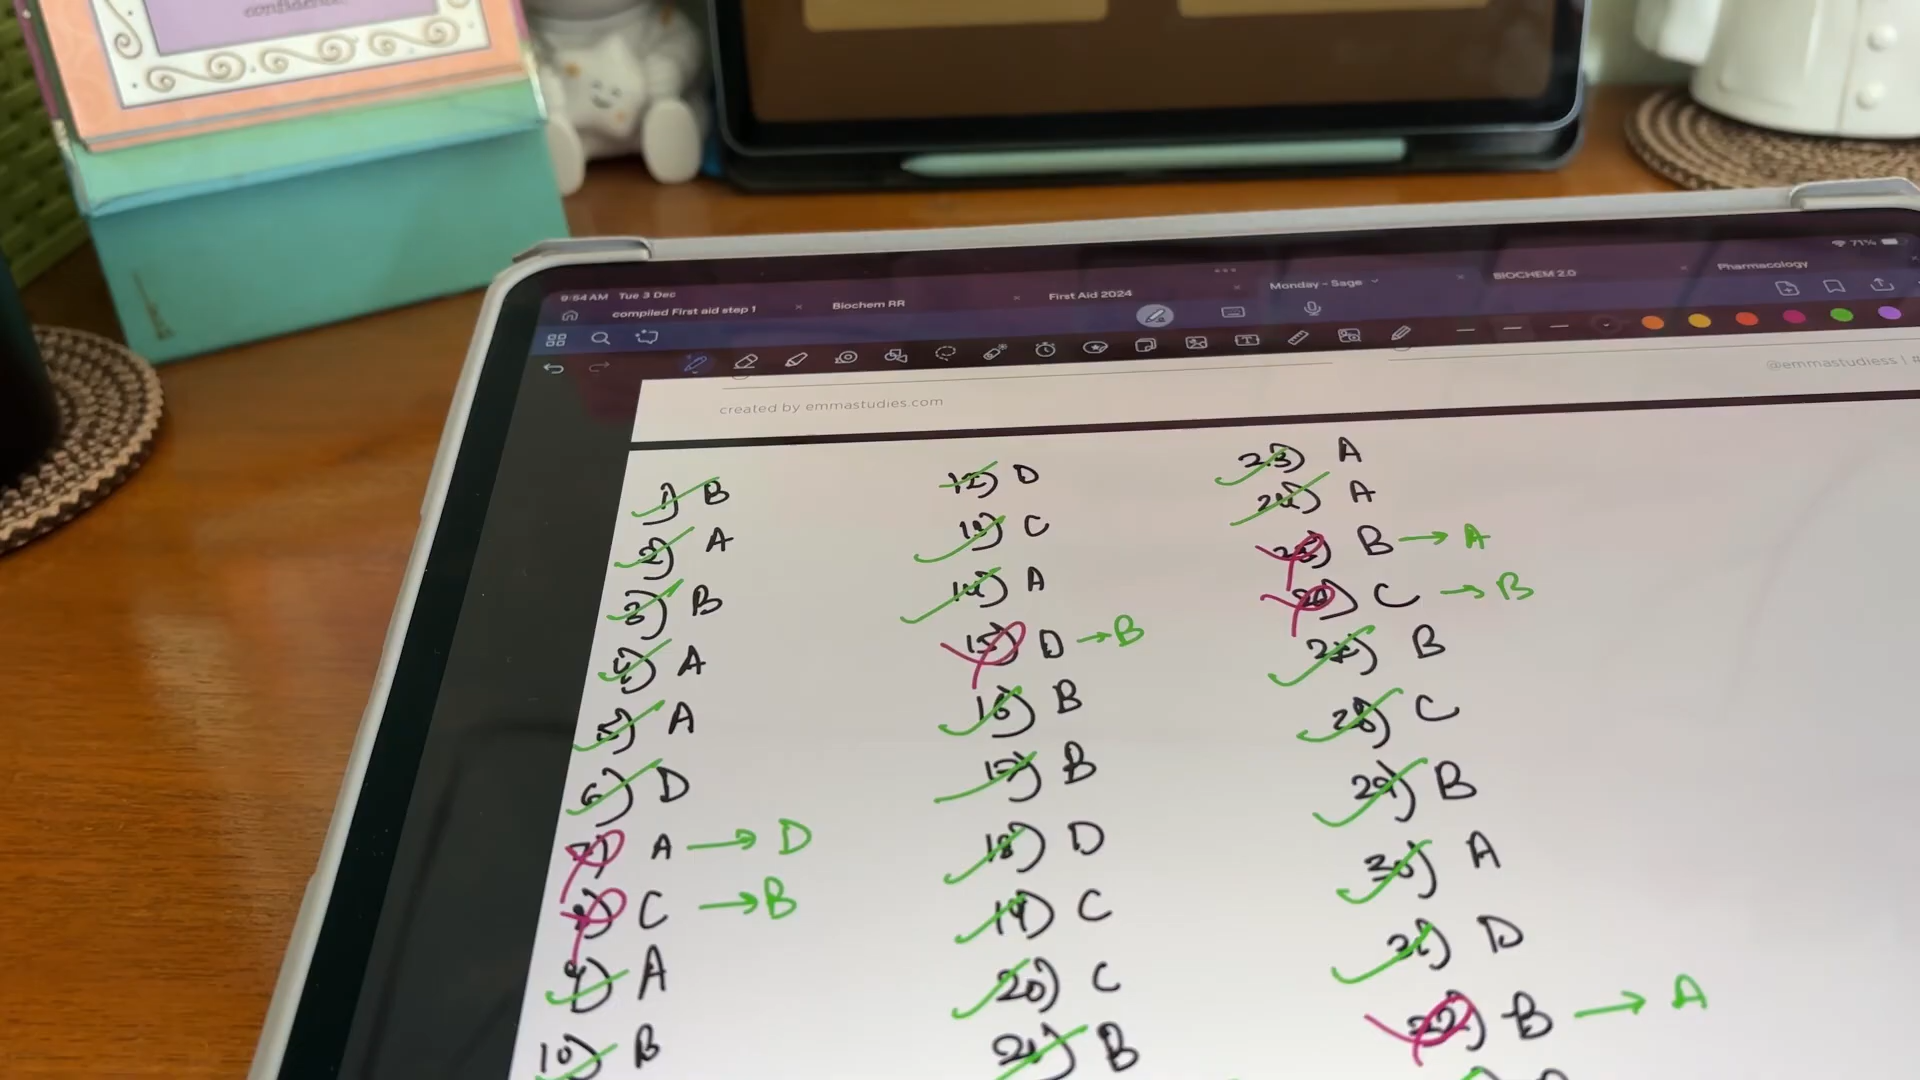 confidence
9:54 AM Tue 3 Dec
71%
compiled First aid step 1
Biochem RR
First Aid 2024
Monday - Sage
BIOCHEM 2.0
Pharmacology
created by emmastudies.com
@emmastudiess | #
1) B
2) A
3) B
4) A
5) A
6) D
7) A → D
8) C → B
9) A
10) B
12) D
13) C
14) A
15) D → B
16) B
17) B
18) D
19) C
20) C
21) B
23) A
24) A
25) B → A
26) C → B
27) B
28) C
29) B
30) A
31) D
32) B → A